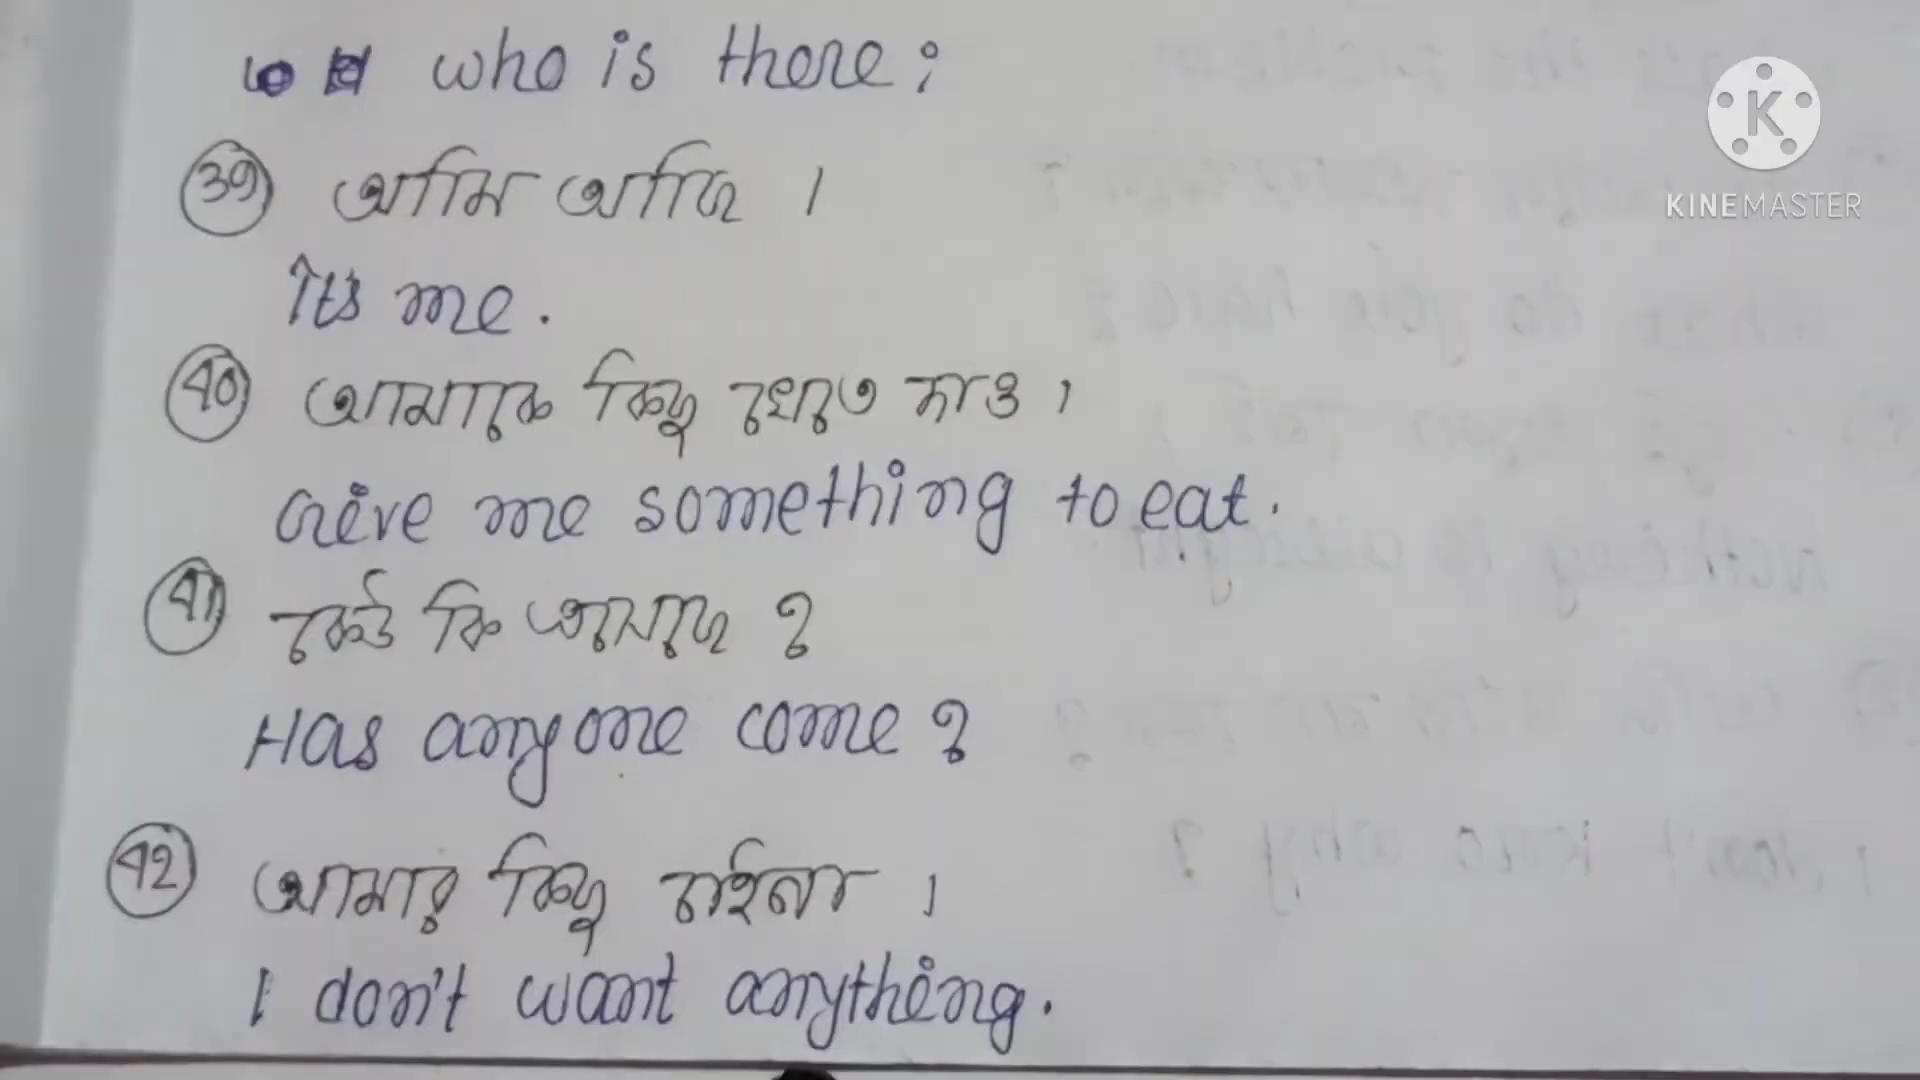 who is there ;
39 আমি আছি ।
Its me .
40 আমাকে কিছু খেতে দাও ।
Give me something to eat.
41 কেউ কি এসেছে ?
Has anyone come ?
42 আমার কিছু চাইনা ।
I don't want anything.
K
KINEMASTER